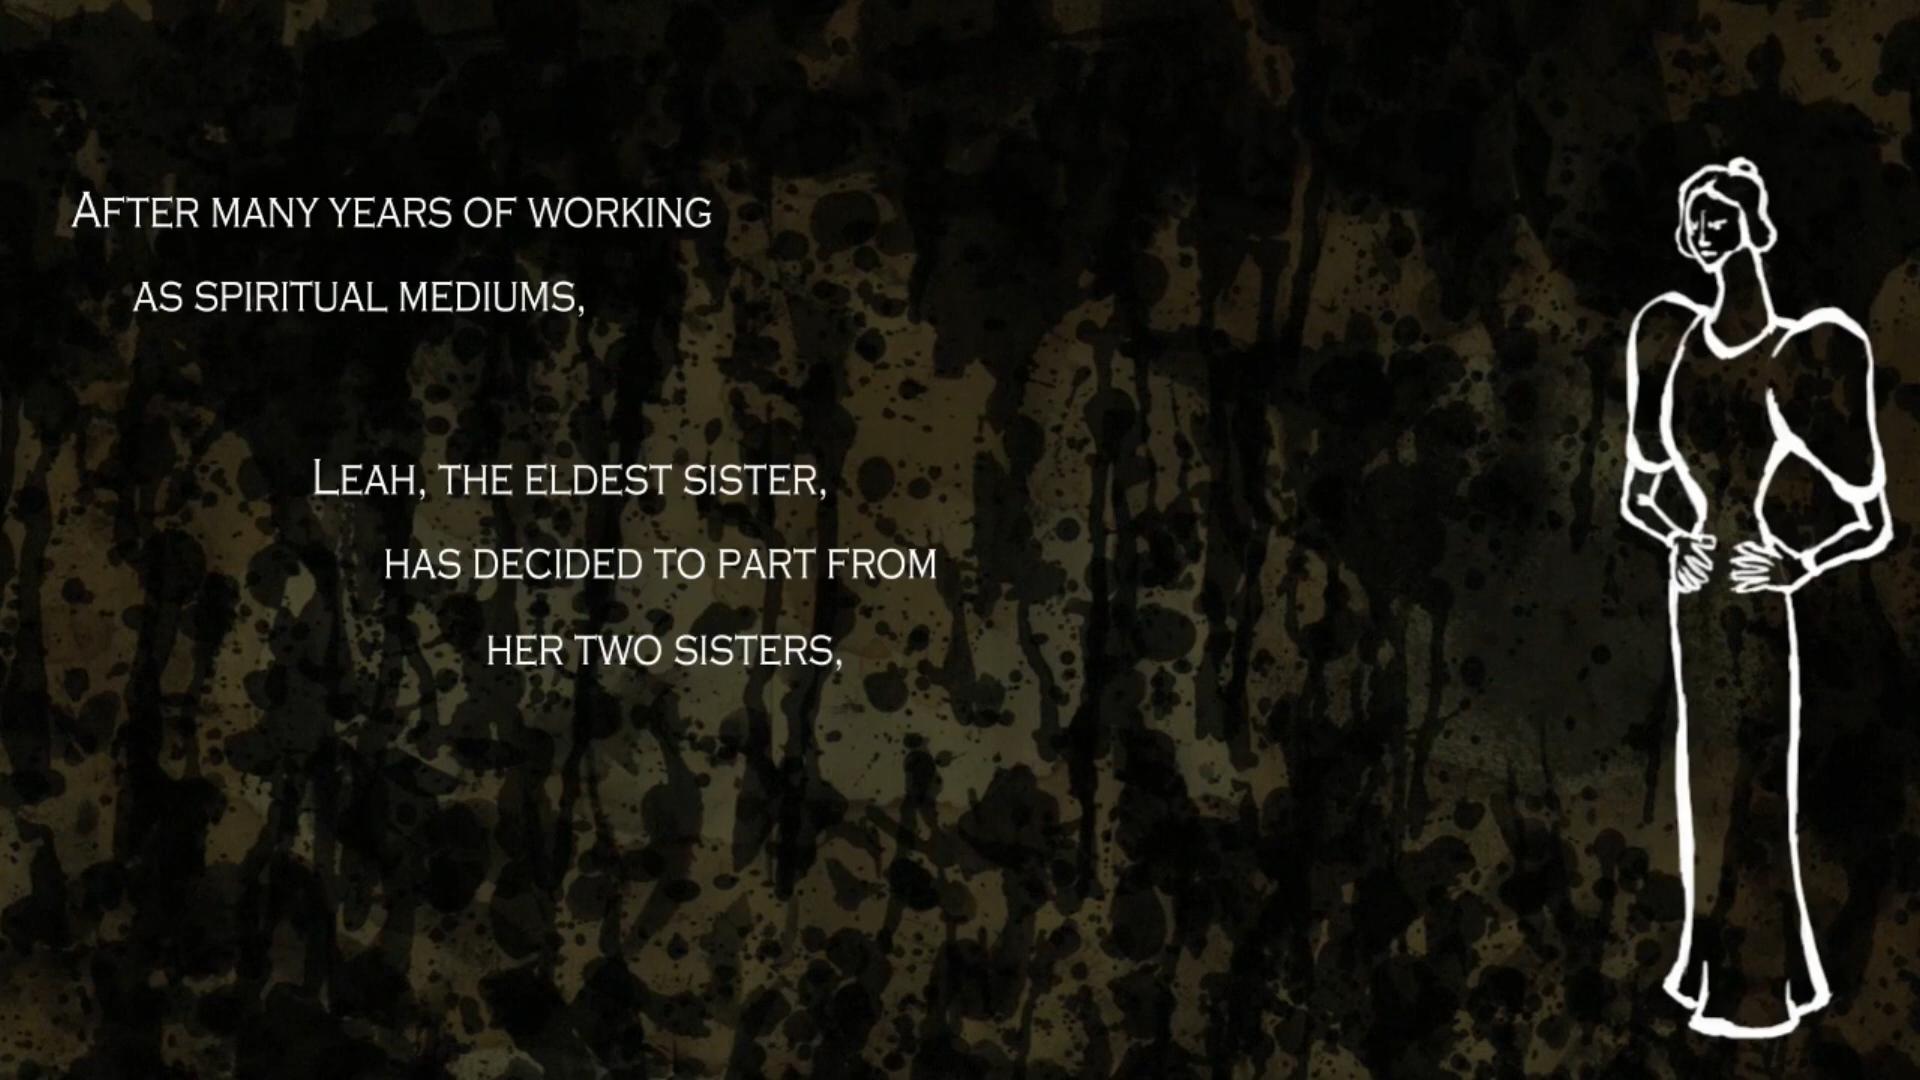 After many years of working
as spiritual mediums,
Leah, the eldest sister,
has decided to part from
her two sisters,